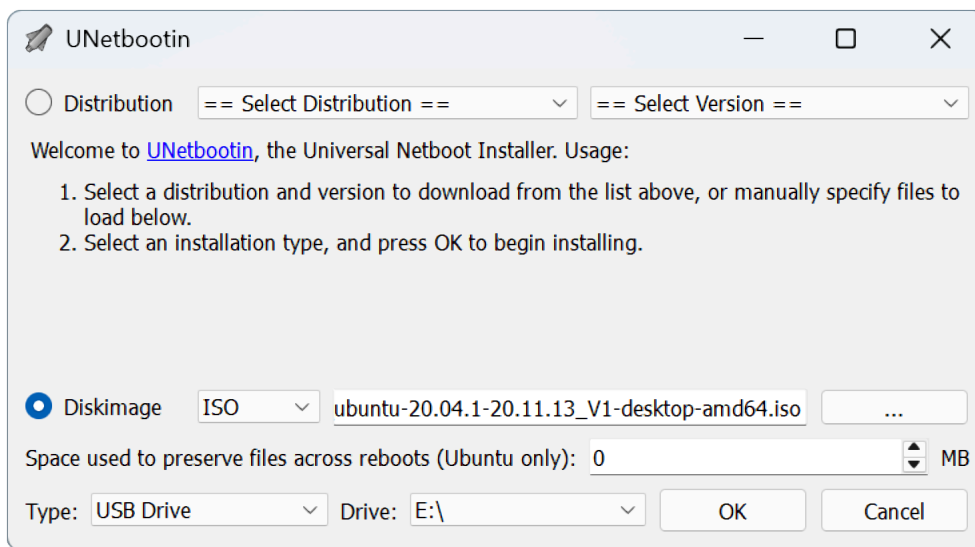 UNetbootin
Distribution == Select Distribution == == Select Version ==
Welcome to UNetbootin, the Universal Netboot Installer. Usage:
1. Select a distribution and version to download from the list above, or manually specify files to
load below.
2. Select an installation type, and press OK to begin installing.
Diskimage ISO ubuntu-20.04.1-20.11.13_V1-desktop-amd64.iso ...
Space used to preserve files across reboots (Ubuntu only): 0 MB
Type: USB Drive Drive: E:\ OK Cancel